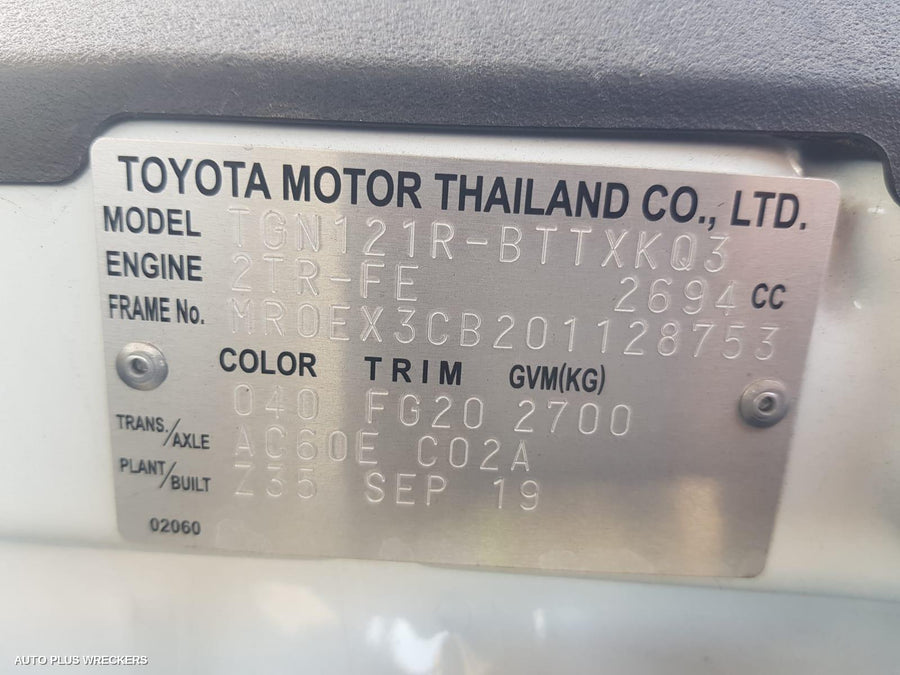 TOYOTA MOTOR THAILAND CO., LTD.
MODEL TGN121R-BTTXKQ3
ENGINE 2TR-FE 2694 CC
FRAME No. MR0EX3CB201128753
COLOR TRIM GVM(KG)
040 FG20 2700
TRANS./AXLE AC60E C02A
PLANT/BUILT Z35 SEP 19
02060
AUTO PLUS WRECKERS